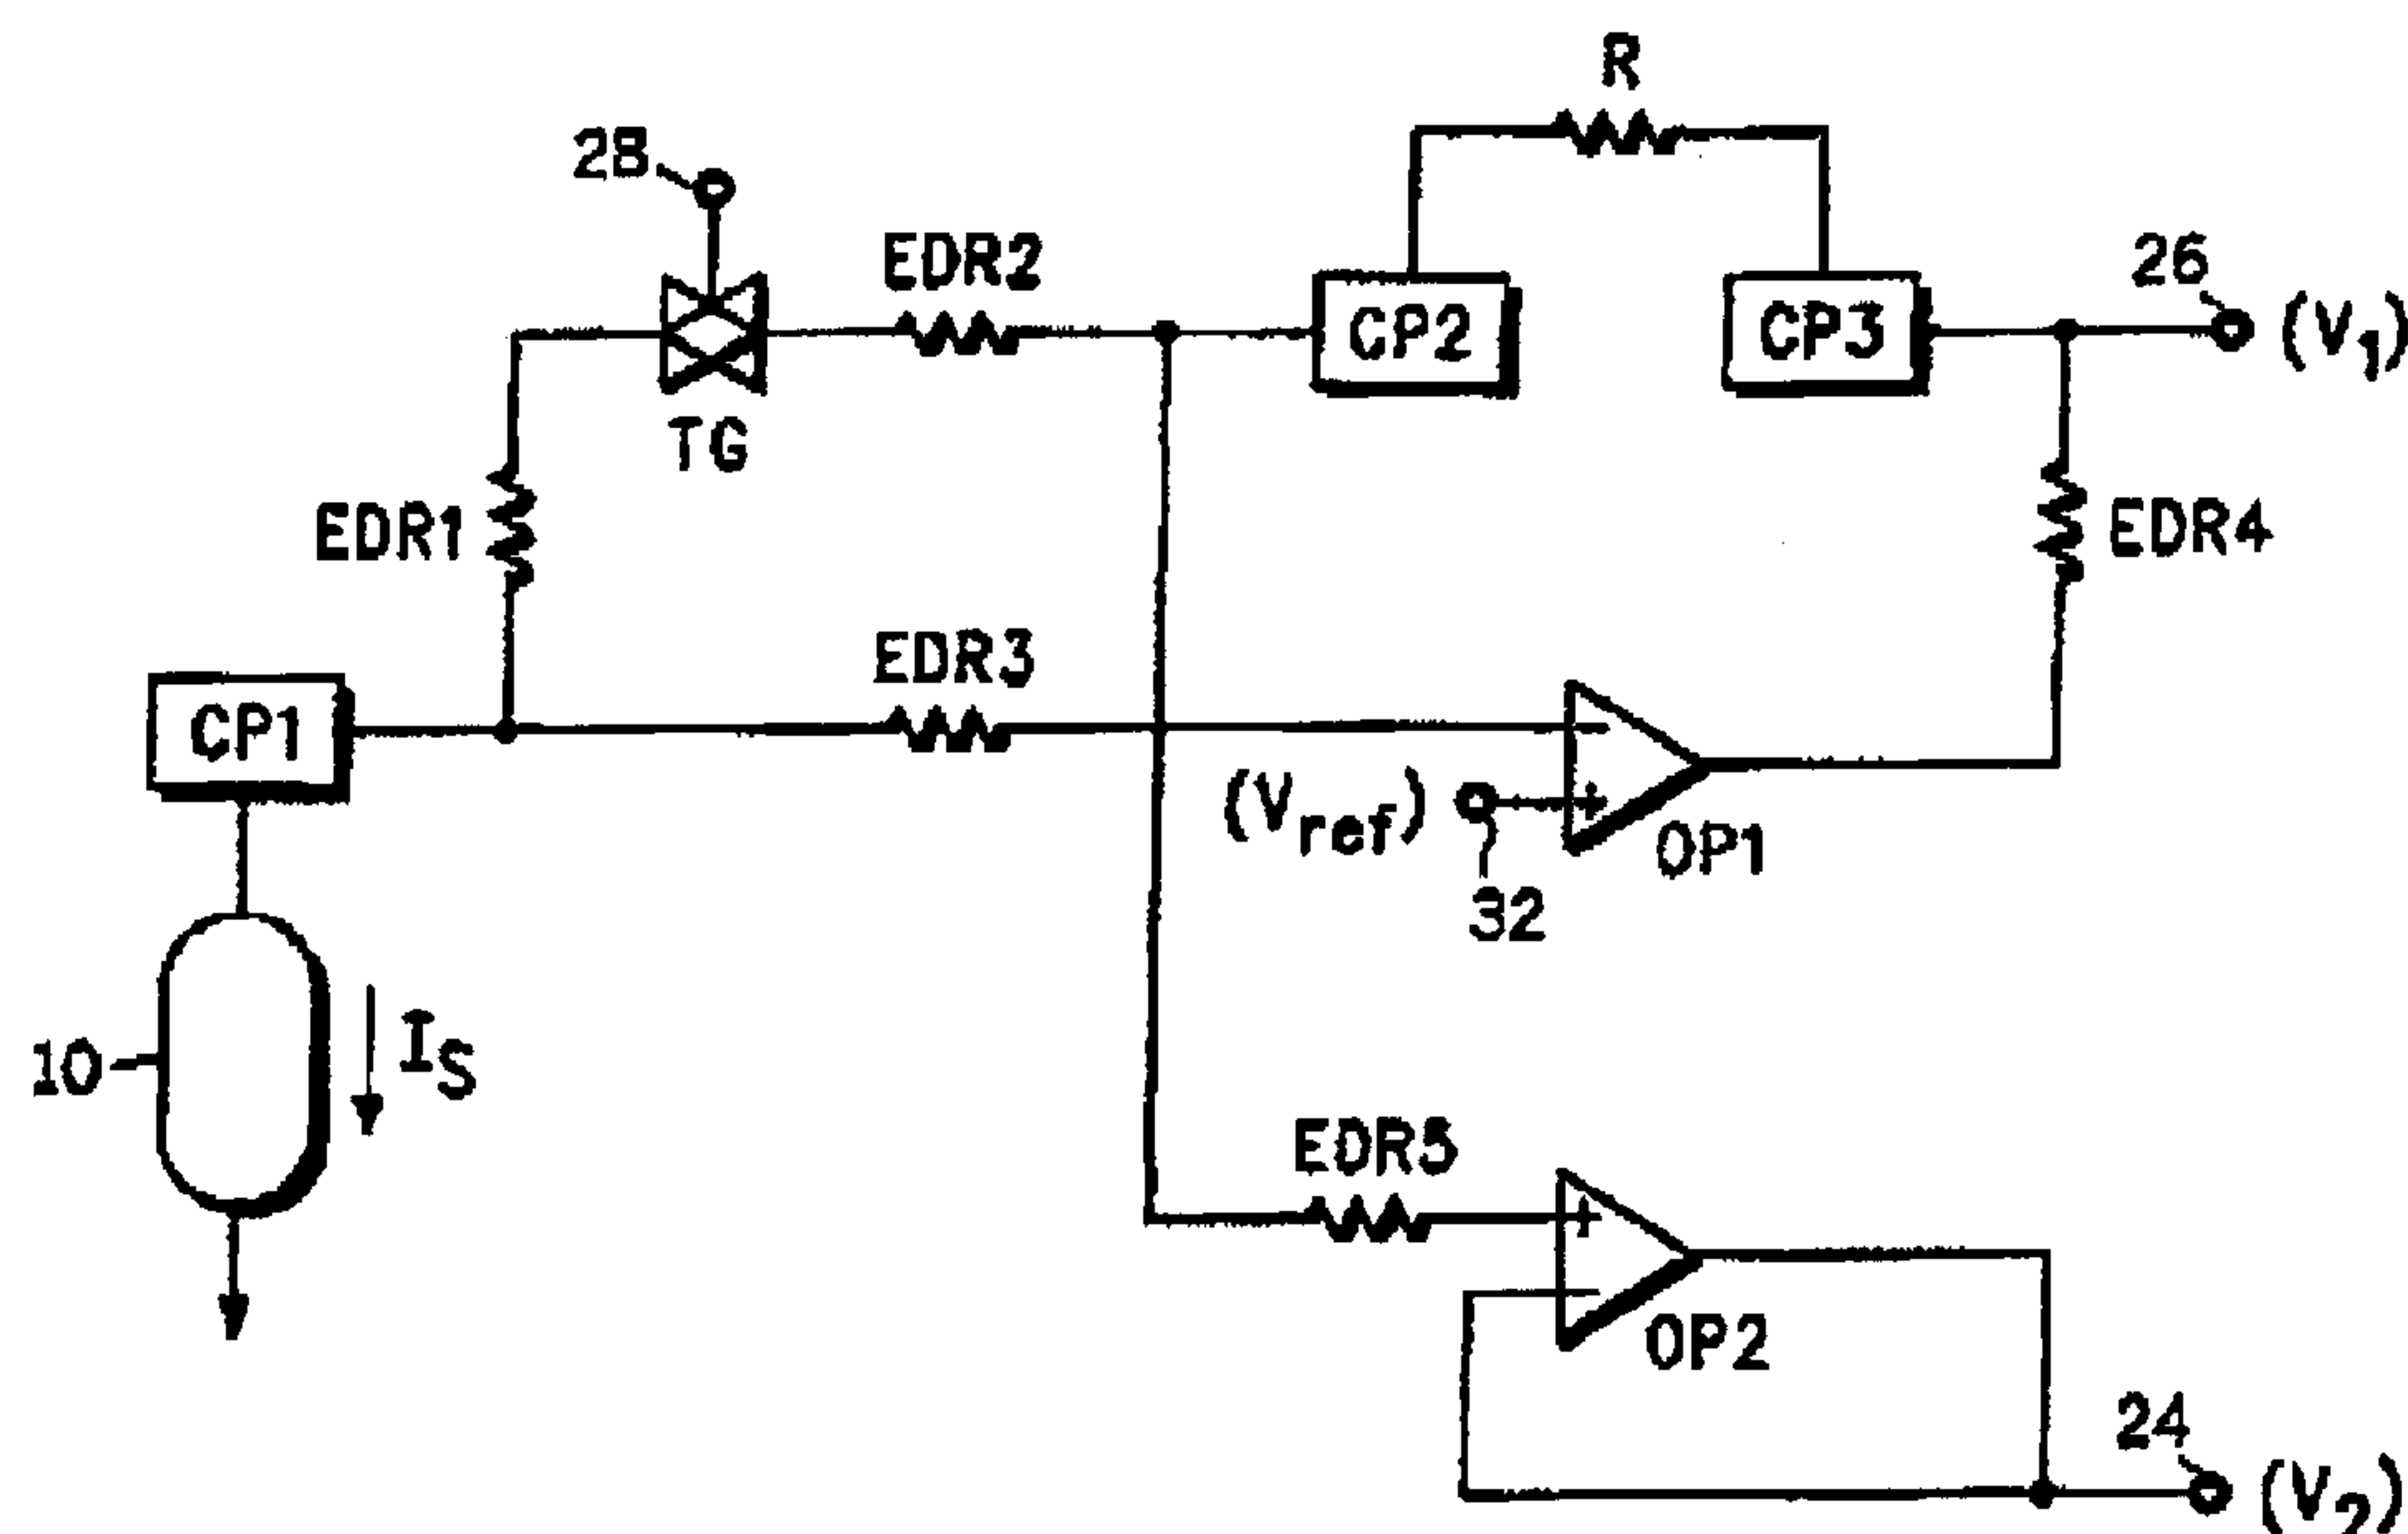 R
28
EDR2
26
CP2
CP3
(V1)
TG
EDR1
EDR4
EDR3
CP1
-
(Vref)
+
OP1
32
10
IS
EDR5
+
-
OP2
24
(V2)